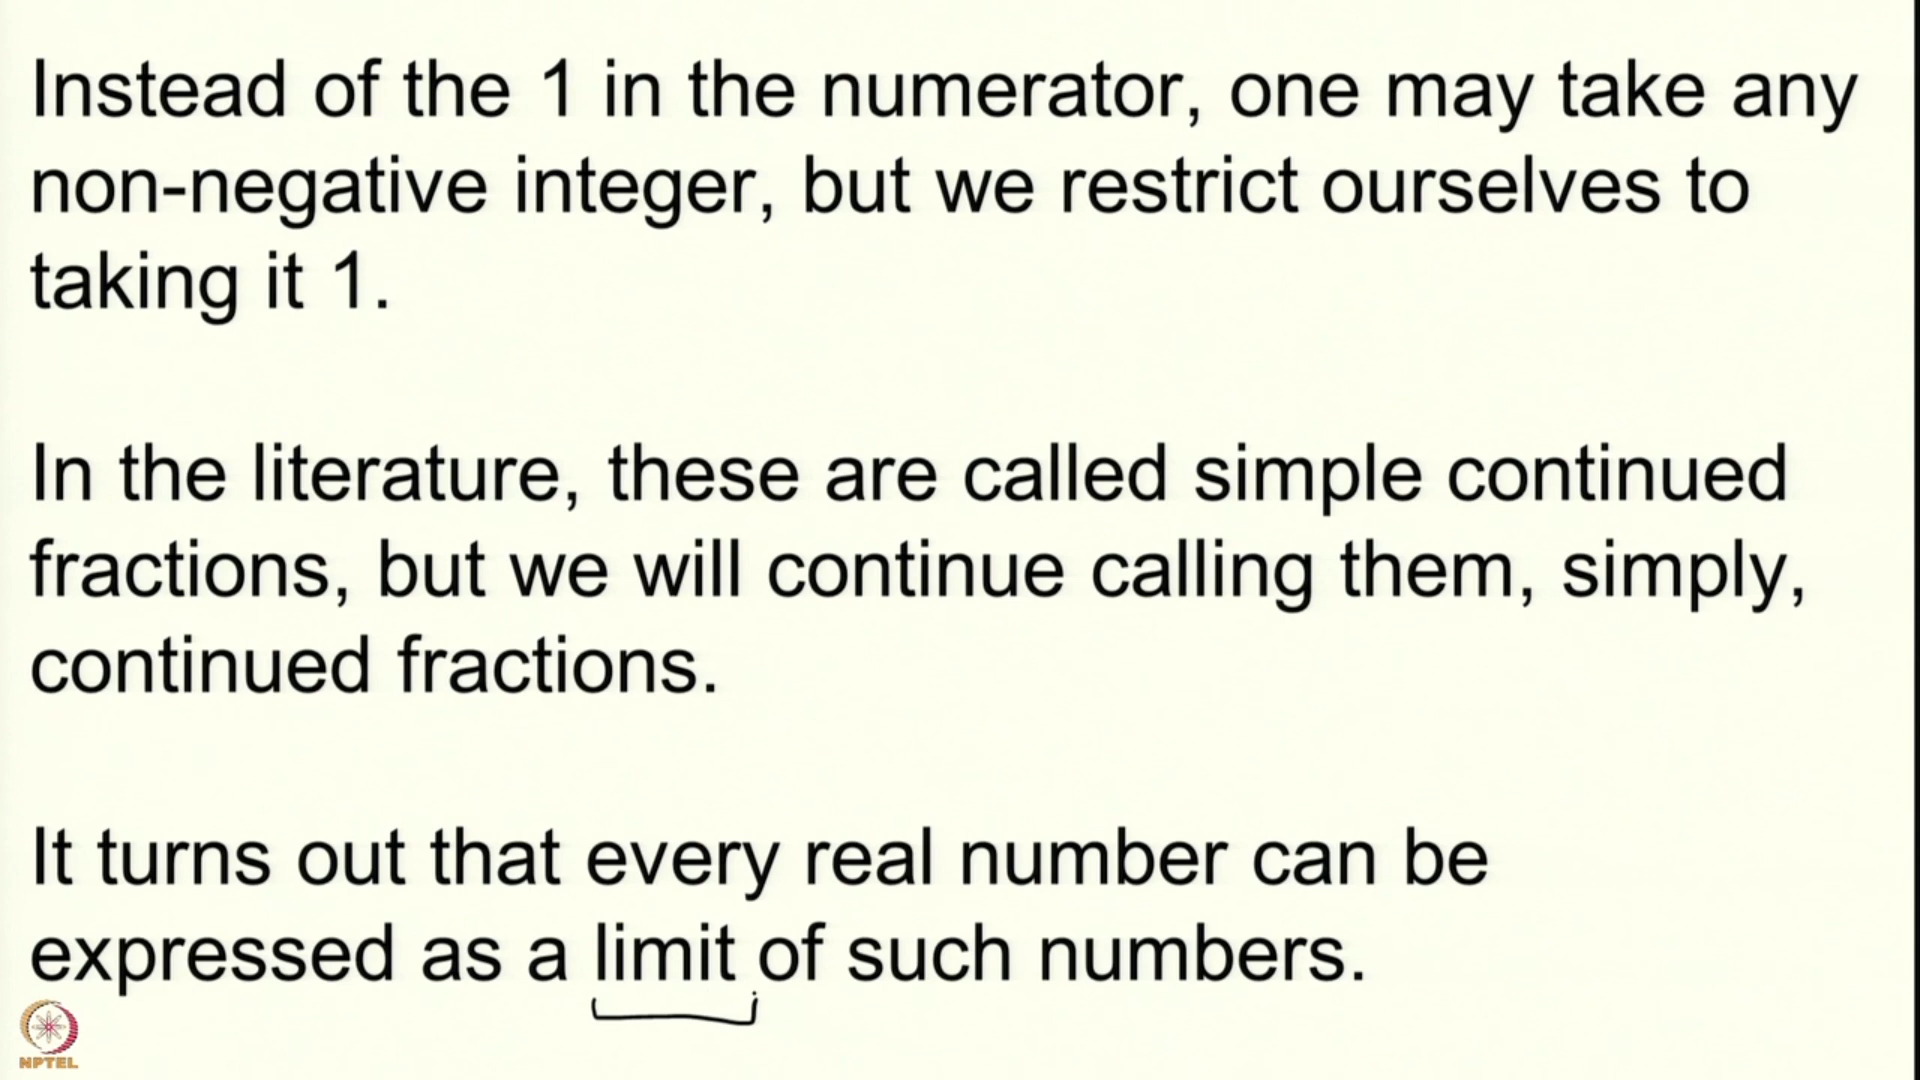 Instead of the 1 in the numerator, one may take any
non-negative integer, but we restrict ourselves to
taking it 1.
In the literature, these are called simple continued
fractions, but we will continue calling them, simply,
continued fractions.
It turns out that every real number can be
expressed as a limit of such numbers.
NPTEL